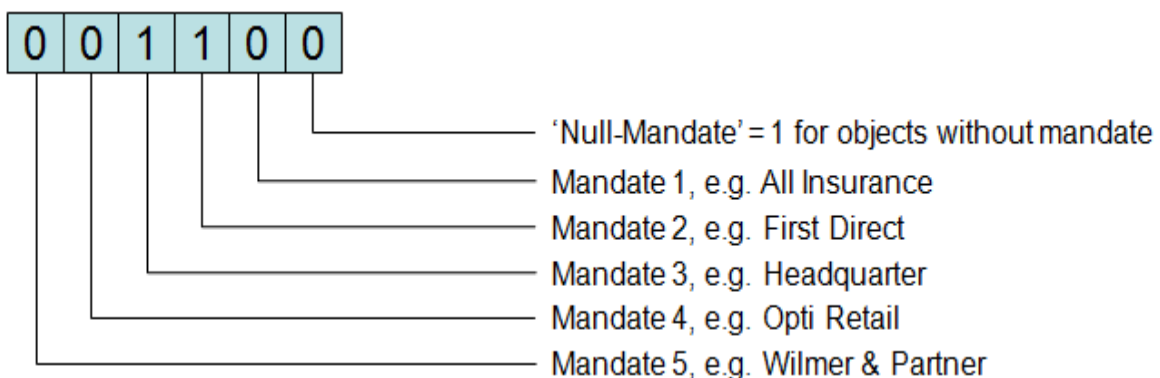 0 0 1 1 0 0
‘Null-Mandate’ = 1 for objects without mandate
Mandate 1, e.g. All Insurance
Mandate 2, e.g. First Direct
Mandate 3, e.g. Headquarter
Mandate 4, e.g. Opti Retail
Mandate 5, e.g. Wilmer & Partner